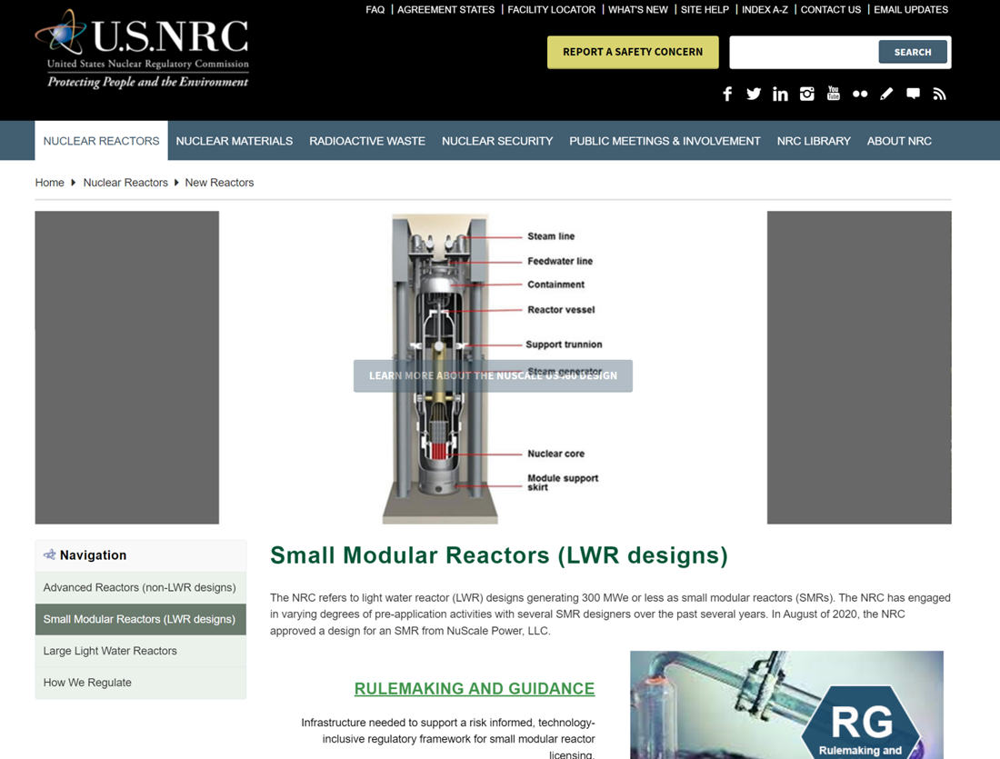 FAQ | AGREEMENT STATES | FACILITY LOCATOR | WHAT'S NEW | SITE HELP | INDEX A-Z | CONTACT US | EMAIL UPDATES
U.S.NRC
United States Nuclear Regulatory Commission
Protecting People and the Environment
REPORT A SAFETY CONCERN
SEARCH
You
Tube
NUCLEAR REACTORS NUCLEAR MATERIALS RADIOACTIVE WASTE NUCLEAR SECURITY PUBLIC MEETINGS & INVOLVEMENT NRC LIBRARY ABOUT NRC
Home Nuclear Reactors New Reactors
Steam line
Feedwater line
Containment
Reactor vessel
Support trunnion
Steam generator
LEARN MORE ABOUT THE NUSCALE DESIGN
Nuclear core
Module support
skirt
Navigation
Advanced Reactors (non-LWR designs)
Small Modular Reactors (LWR designs)
Large Light Water Reactors
How We Regulate
Small Modular Reactors (LWR designs)
The NRC refers to light water reactor (LWR) designs generating 300 MWe or less as small modular reactors (SMRs). The NRC has engaged
in varying degrees of pre-application activities with several SMR designers over the past several years. In August of 2020, the NRC
approved a design for an SMR from NuScale Power, LLC.
RULEMAKING AND GUIDANCE
Infrastructure needed to support a risk informed, technology-
inclusive regulatory framework for small modular reactor
licensing.
RG
Rulemaking and